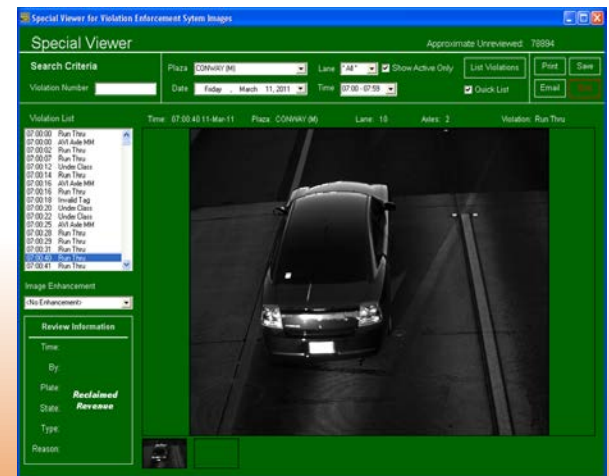 Special Viewer for Violation Enforcement Sytem Images
Special Viewer
Approximate Unreviewed: 78894
Search Criteria
Violation Number
Plaza CONWAY (M)
Lane * All *
Show Active Only
List Violations
Print
Save
Date Friday , March 11, 2011
Time 07:00 - 07:59
Quick List
Email
Violation List
Time: 07:00:40 11-Mar-11 Plaza: CONWAY (M) Lane: 10 Axles: 2 Violation: Run Thru
07:00:00 Run Thru
07:00:00 AVI Axle MM
07:00:02 Run Thru
07:00:07 Run Thru
07:00:12 Under Class
07:00:14 Run Thru
07:00:16 AVI Axle MM
07:00:16 Run Thru
07:00:18 Invalid Tag
07:00:20 Under Class
07:00:22 Under Class
07:00:25 AVI Axle MM
07:00:28 Run Thru
07:00:29 Run Thru
07:00:31 Run Thru
07:00:40 Run Thru
07:00:41 Run Thru
Image Enhancement
<No Enhancement>
Review Information
Time:
By:
Plate:
Reclaimed
State:
Revenue
Type:
Reason: